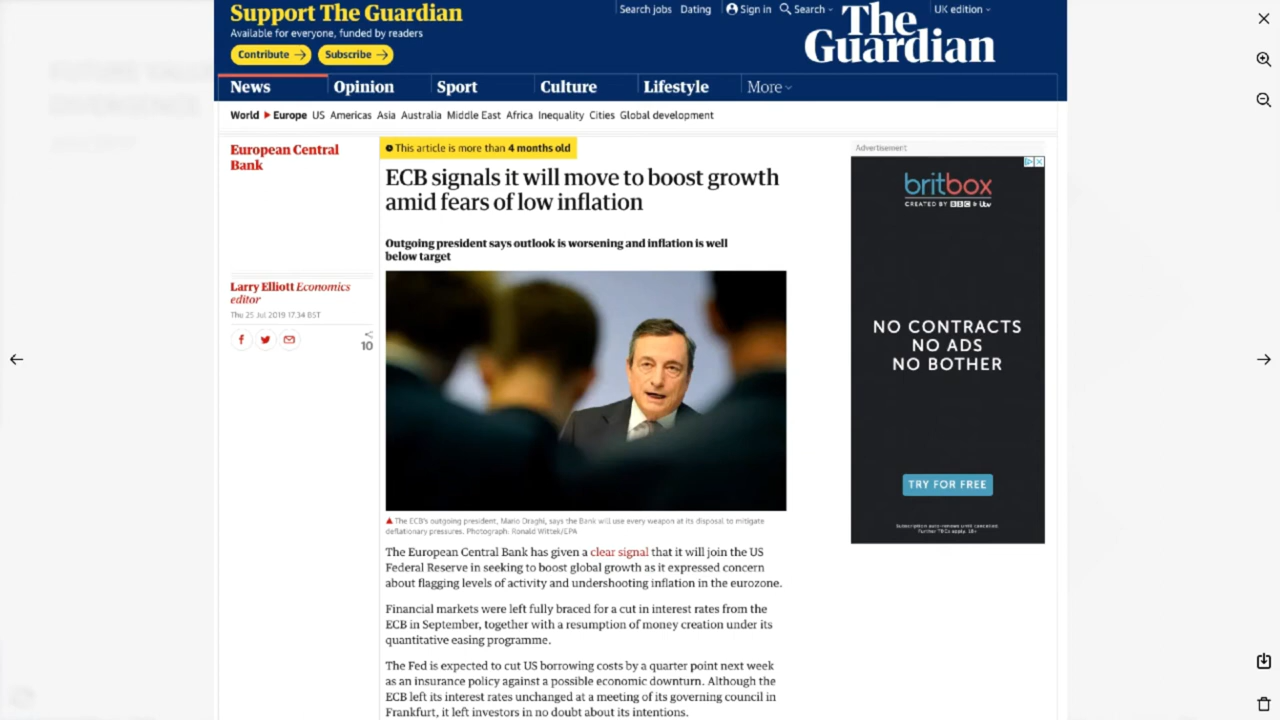 Support The Guardian
Available for everyone, funded by readers
Contribute →
Subscribe →
Search jobs
Dating
Sign in
Search
UK edition
The
Guardian
News
Opinion
Sport
Culture
Lifestyle
More
World
Europe
US
Americas
Asia
Australia
Middle East
Africa
Inequality
Cities
Global development
European Central
Bank
This article is more than 4 months old
ECB signals it will move to boost growth
amid fears of low inflation
Outgoing president says outlook is worsening and inflation is well
below target
Larry Elliott Economics
editor
Thu 25 Jul 2019 17.34 BST
10
The ECB's outgoing president, Mario Draghi, says the Bank will use every weapon at its disposal to mitigate
deflationary pressures. Photograph: Ronald Wittek/EPA
The European Central Bank has given a clear signal that it will join the US
Federal Reserve in seeking to boost global growth as it expressed concern
about flagging levels of activity and undershooting inflation in the eurozone.
Financial markets were left fully braced for a cut in interest rates from the
ECB in September, together with a resumption of money creation under its
quantitative easing programme.
The Fed is expected to cut US borrowing costs by a quarter point next week
as an insurance policy against a possible economic downturn. Although the
ECB left its interest rates unchanged at a meeting of its governing council in
Frankfurt, it left investors in no doubt about its intentions.
Advertisement
britbox
CREATED BY BBC & itv
NO CONTRACTS
NO ADS
NO BOTHER
TRY FOR FREE
Subscription auto-renews until cancelled.
Further T&Cs apply. 18+